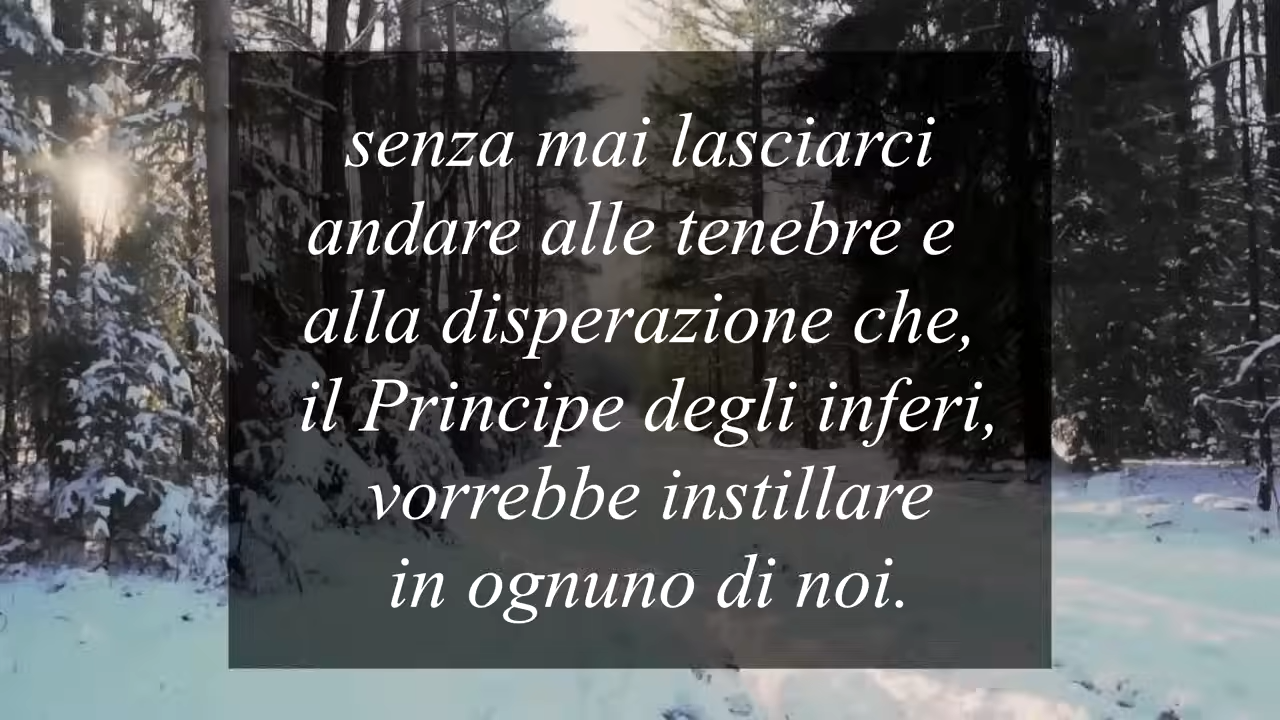 senza mai lasciarci
andare alle tenebre e
alla disperazione che,
il Principe degli inferi,
vorrebbe instillare
in ognuno di noi.